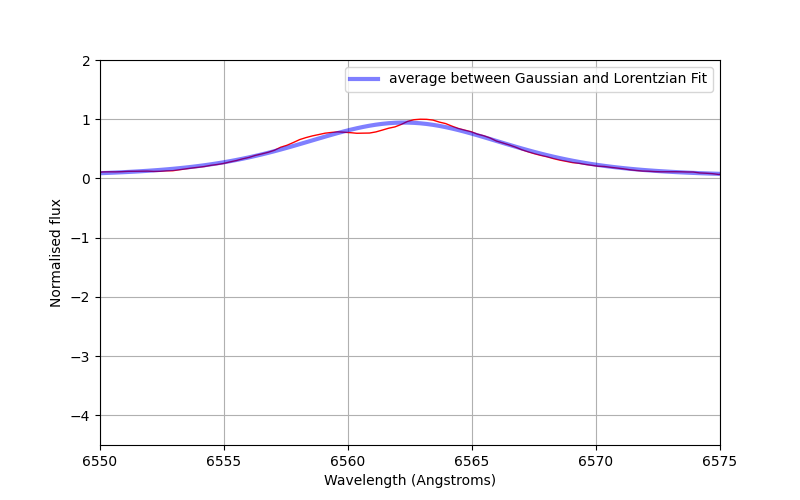 average between Gaussian and Lorentzian Fit
2
1
0
−1
−2
−3
−4
Normalised flux
6550 6555 6560 6565 6570 6575
Wavelength (Angstroms)